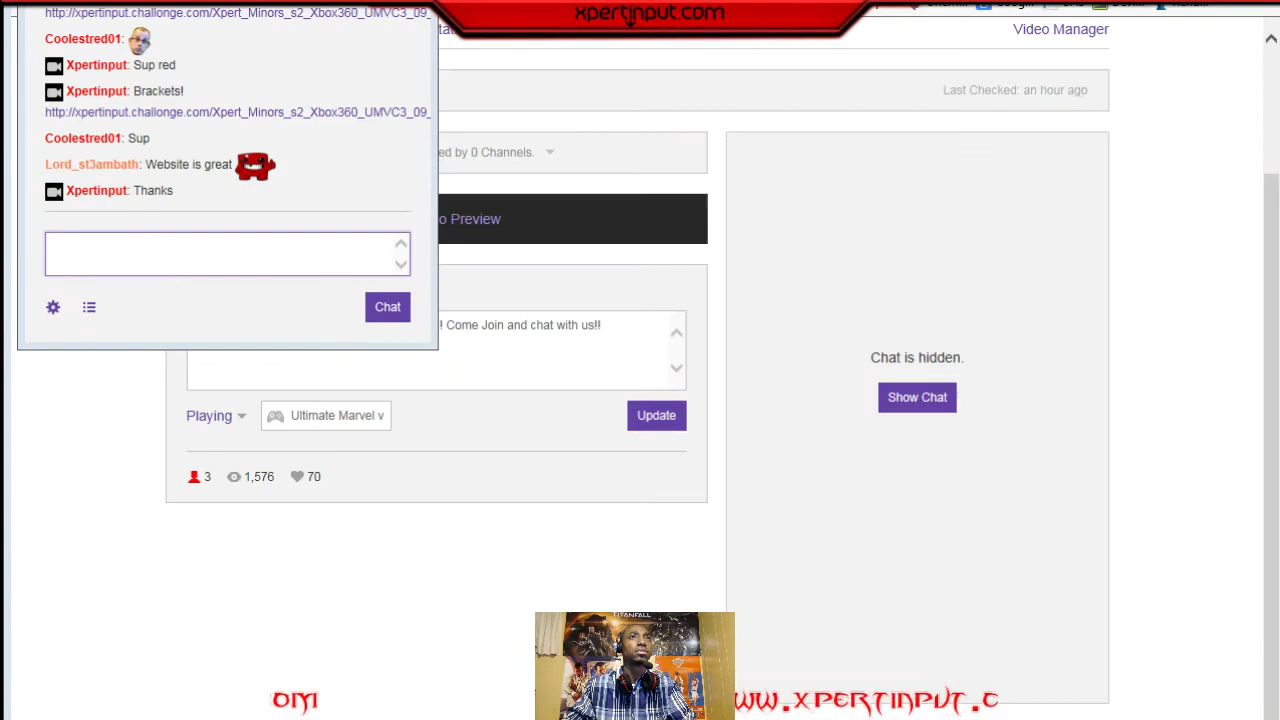 xpertinput.com
http://xpertinput.challonge.com/Xpert_Minors_s2_Xbox360_UMVC3_09_
Video Manager
Coolestred01:
Xpertinput: Sup red
Xpertinput: Brackets!
http://xpertinput.challonge.com/Xpert_Minors_s2_Xbox360_UMVC3_09_
Last Checked: an hour ago
Coolestred01: Sup
ed by 0 Channels.
Lord_st3ambath: Website is great
Xpertinput: Thanks
o Preview
Chat
! Come Join and chat with us!!
Chat is hidden.
Show Chat
Playing
Ultimate Marvel v
Update
3 1,576 70
TITANFALL
OM
WWW.XPERTINPUT.C